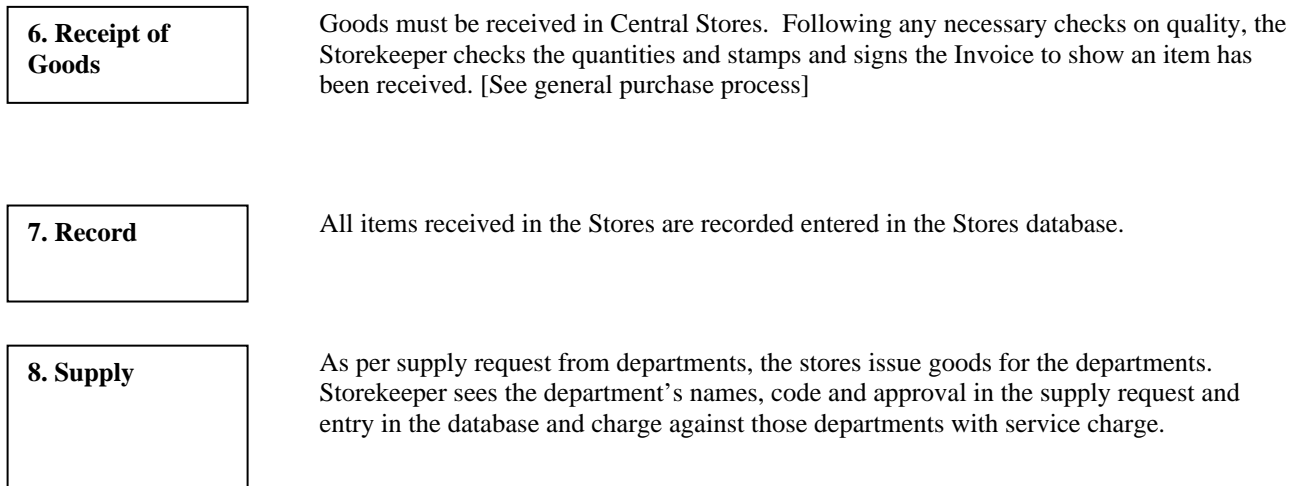 6. Receipt of
Goods
Goods must be received in Central Stores.  Following any necessary checks on quality, the
Storekeeper checks the quantities and stamps and signs the Invoice to show an item has
been received. [See general purchase process]
7. Record
All items received in the Stores are recorded entered in the Stores database.
8. Supply
As per supply request from departments, the stores issue goods for the departments.
Storekeeper sees the department’s names, code and approval in the supply request and
entry in the database and charge against those departments with service charge.